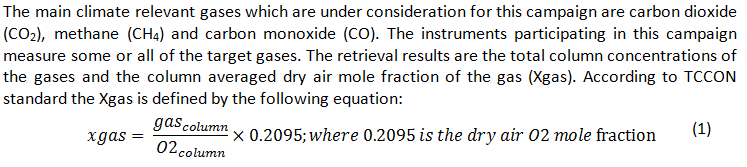 The main climate relevant gases which are under consideration for this campaign are carbon dioxide
(CO₂), methane (CH₄) and carbon monoxide (CO). The instruments participating in this campaign
measure some or all of the target gases. The retrieval results are the total column concentrations of
the gases and the column averaged dry air mole fraction of the gas (Xgas). According to TCCON
standard the Xgas is defined by the following equation:
xgas = gas_column / O2_column × 0.2095; where 0.2095 is the dry air O2 mole fraction (1)